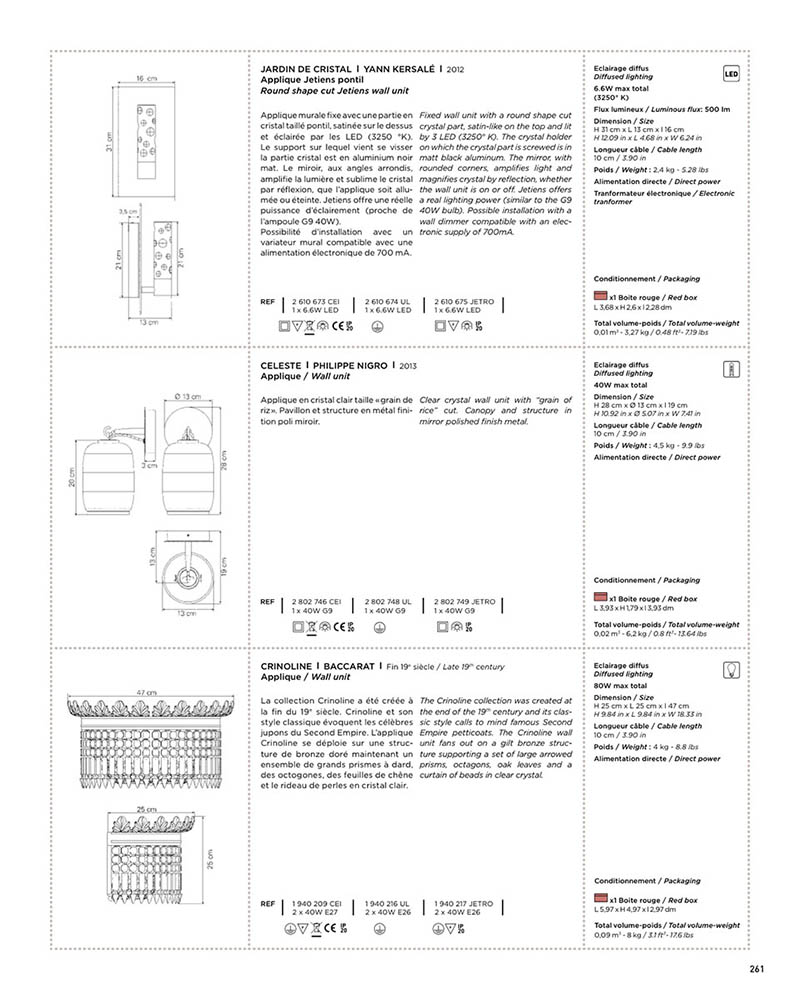 16 cm
31 cm
3,5 cm
21 cm
21 cm
13 cm
JARDIN DE CRISTAL I YANN KERSALÉ I 2012
Applique Jetiens pontil
Round shape cut Jetiens wall unit
Applique murale fixe avec une partie en
cristal taillé pontil, satinée sur le dessus
et éclairée par les LED (3250 °K).
Le support sur lequel vient se visser
la partie cristal est en aluminium noir
mat. Le miroir, aux angles arrondis,
amplifie la lumière et sublime le cristal
par réflexion, que l'applique soit allu-
mée ou éteinte. Jetiens offre une réelle
puissance d'éclairement (proche de
l'ampoule G9 40W).
Possibilité d'installation avec un
variateur mural compatible avec une
alimentation électronique de 700 mA.
Fixed wall unit with a round shape cut
crystal part, satin-like on the top and lit
by 3 LED (3250° K). The crystal holder
on which the crystal part is screwed is in
matt black aluminum. The mirror, with
rounded corners, amplifies light and
magnifies crystal by reflection, whether
the wall unit is on or off. Jetiens offers
a real lighting power (similar to the G9
40W bulb). Possible installation with a
wall dimmer compatible with an elec-
tronic supply of 700mA.
REF | 2 610 673 CEI | 2 610 674 UL | 2 610 675 JETRO |
1 x 6.6W LED 1 x 6.6W LED 1 x 6.6W LED
CE IP 20
IP 20
Eclairage diffus
Diffused lighting
LED
6.6W max total
(3250° K)
Flux lumineux / Luminous flux: 500 lm
Dimension / Size
H 31 cm x L 13 cm x l 16 cm
H 12.09 in x L 4.68 in x W 6.24 in
Longueur câble / Cable length
10 cm / 3.90 in
Poids / Weight : 2,4 kg - 5.28 lbs
Alimentation directe / Direct power
Tranformateur électronique / Electronic
tranformer
Conditionnement / Packaging
x1 Boite rouge / Red box
L 3,68 x H 2,6 x l 2,28 dm
Total volume-poids / Total volume-weight
0,01 m³ - 3,27 kg / 0.48 ft³- 7.19 lbs
Ø 13 cm
20 cm
3 cm
28 cm
13 cm
19 cm
13 cm
CELESTE I PHILIPPE NIGRO I 2013
Applique / Wall unit
Applique en cristal clair taille « grain de
riz ». Pavillon et structure en métal fini-
tion poli miroir.
Clear crystal wall unit with "grain of
rice" cut. Canopy and structure in
mirror polished finish metal.
REF | 2 802 746 CEI | 2 802 748 UL | 2 802 749 JETRO |
1 x 40W G9 1 x 40W G9 1 x 40W G9
CE IP 20
IP 20
Eclairage diffus
Diffused lighting
40W max total
Dimension / Size
H 28 cm x Ø 13 cm x l 19 cm
H 10.92 in x Ø 5.07 in x W 7.41 in
Longueur câble / Cable length
10 cm / 3.90 in
Poids / Weight : 4,5 kg - 9.9 lbs
Alimentation directe / Direct power
Conditionnement / Packaging
x1 Boite rouge / Red box
L 3,93 x H 1,79 x l 3,93 dm
Total volume-poids / Total volume-weight
0,02 m³ - 6,2 kg / 0.8 ft³- 13.64 lbs
47 cm
25 cm
25 cm
CRINOLINE I BACCARAT I Fin 19e siècle / Late 19th century
Applique / Wall unit
La collection Crinoline a été créée à
la fin du 19e siècle. Crinoline et son
style classique évoquent les célèbres
jupons du Second Empire. L'applique
Crinoline se déploie sur une struc-
ture de bronze doré maintenant un
ensemble de grands prismes à dard,
des octogones, des feuilles de chêne
et le rideau de perles en cristal clair.
The Crinoline collection was created at
the end of the 19th century and its clas-
sic style calls to mind famous Second
Empire petticoats. The Crinoline wall
unit fans out on a gilt bronze struc-
ture supporting a set of large arrowed
prisms, octagons, oak leaves and a
curtain of beads in clear crystal.
REF | 1 940 209 CEI | 1 940 216 UL | 1 940 217 JETRO |
2 x 40W E27 2 x 40W E26 2 x 40W E26
CE IP 20
IP 20
Eclairage diffus
Diffused lighting
80W max total
Dimension / Size
H 25 cm x L 25 cm x l 47 cm
H 9.84 in x L 9.84 in x W 18.33 in
Longueur câble / Cable length
10 cm / 3.90 in
Poids / Weight : 4 kg - 8.8 lbs
Alimentation directe / Direct power
Conditionnement / Packaging
x1 Boite rouge / Red box
L 5,97 x H 4,97 x l 2,97 dm
Total volume-poids / Total volume-weight
0,09 m³ - 8 kg / 3.1 ft³- 17.6 lbs
261